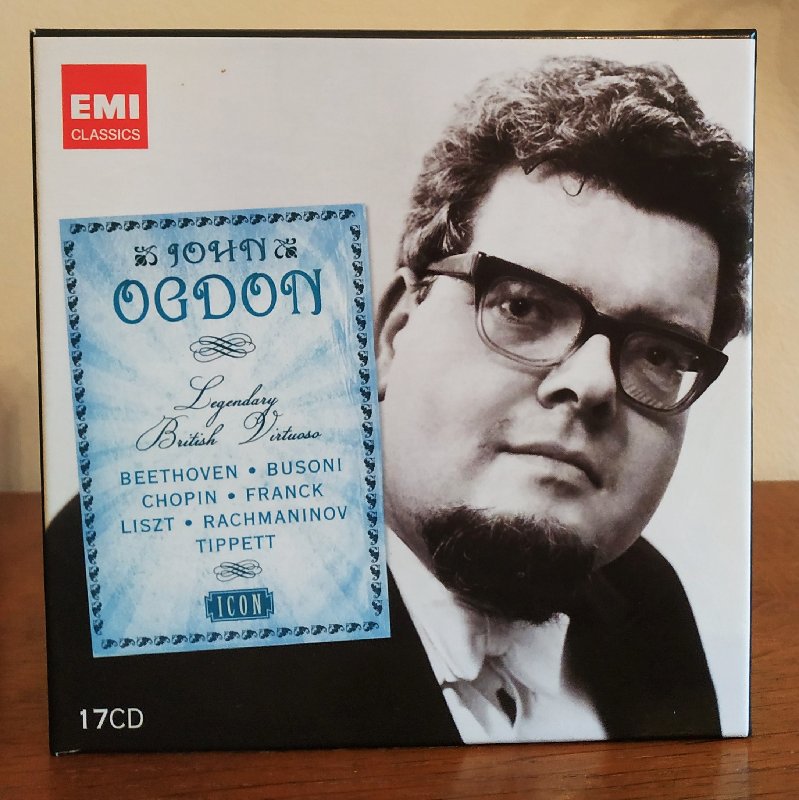 EMI
CLASSICS
JOHN
OGDON
Legendary
British Virtuoso
BEETHOVEN • BUSONI
CHOPIN • FRANCK
LISZT • RACHMANINOV
TIPPETT
ICON
17CD